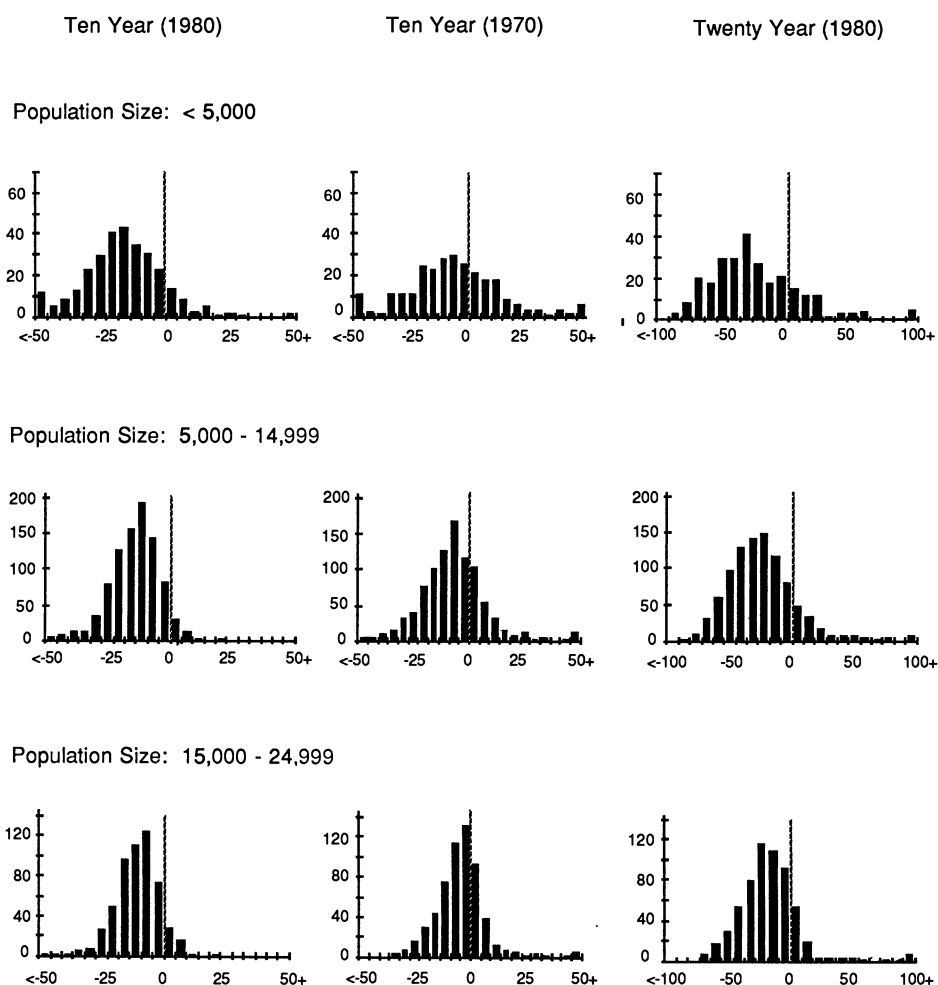 Ten Year (1980) Ten Year (1970) Twenty Year (1980)
Population Size: < 5,000
60 60 60
40 40 40
20 20 20
0 0 0
<-50 -25 0 25 50+ <-50 -25 0 25 50+ <-100 -50 0 50 100+
Population Size: 5,000 - 14,999
200 200 200
150 150 150
100 100 100
50 50 50
0 0 0
<-50 -25 0 25 50+ <-50 -25 0 25 50+ <-100 -50 0 50 100+
Population Size: 15,000 - 24,999
120 120 120
80 80 80
40 40 40
0 0 0
<-50 -25 0 25 50+ <-50 -25 0 25 50+ <-100 -50 0 50 100+